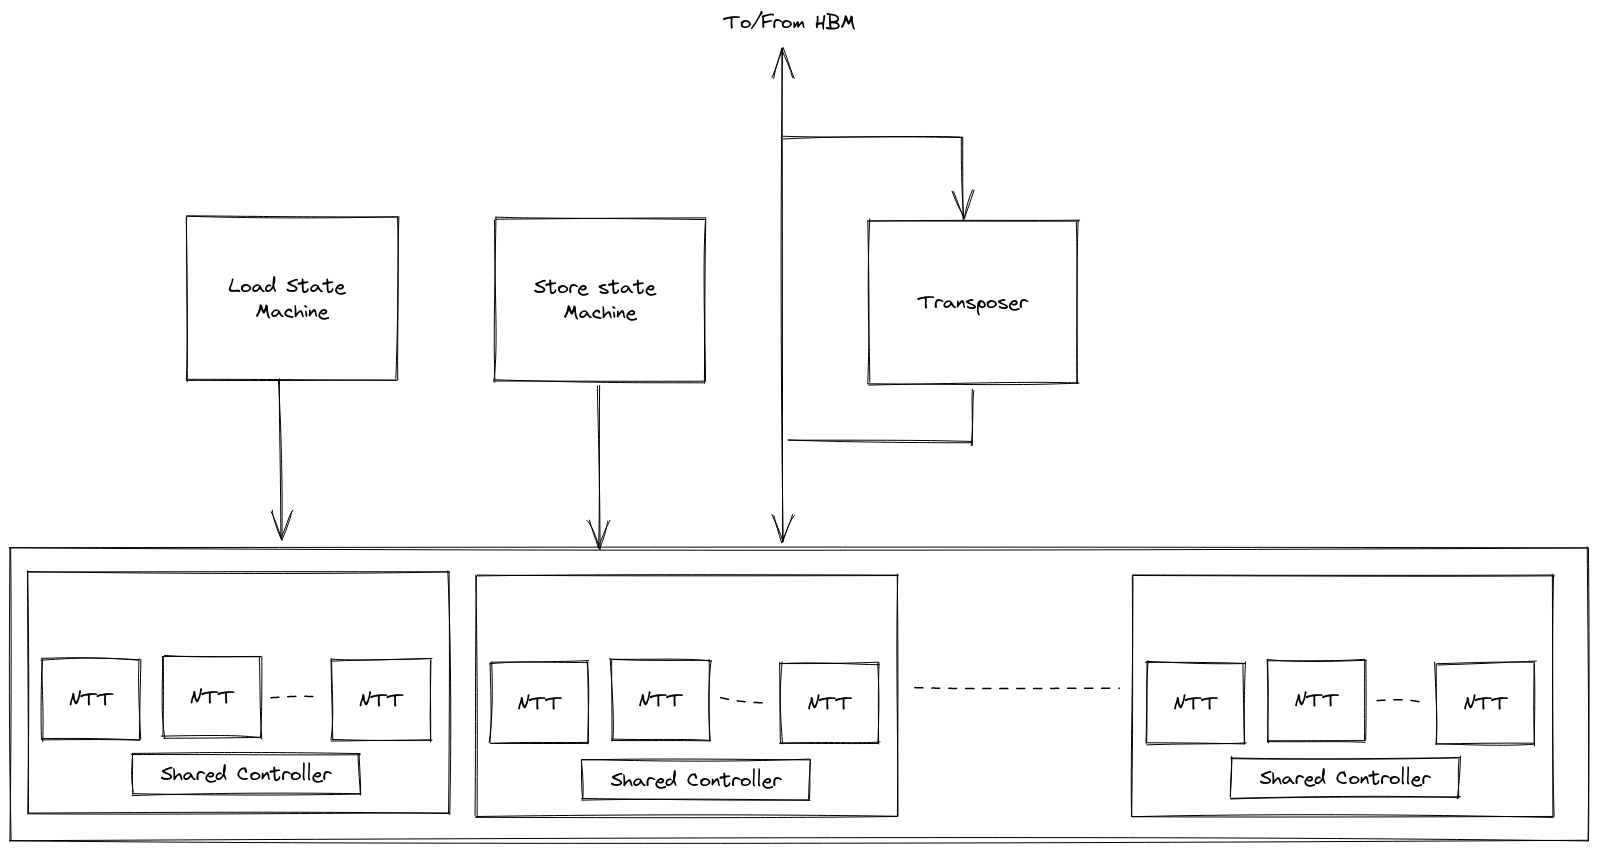 To/From HBM
Load State
Machine
Store state
Machine
Transposer
NTT
NTT
NTT
Shared Controller
NTT
NTT
NTT
Shared Controller
NTT
NTT
NTT
Shared Controller